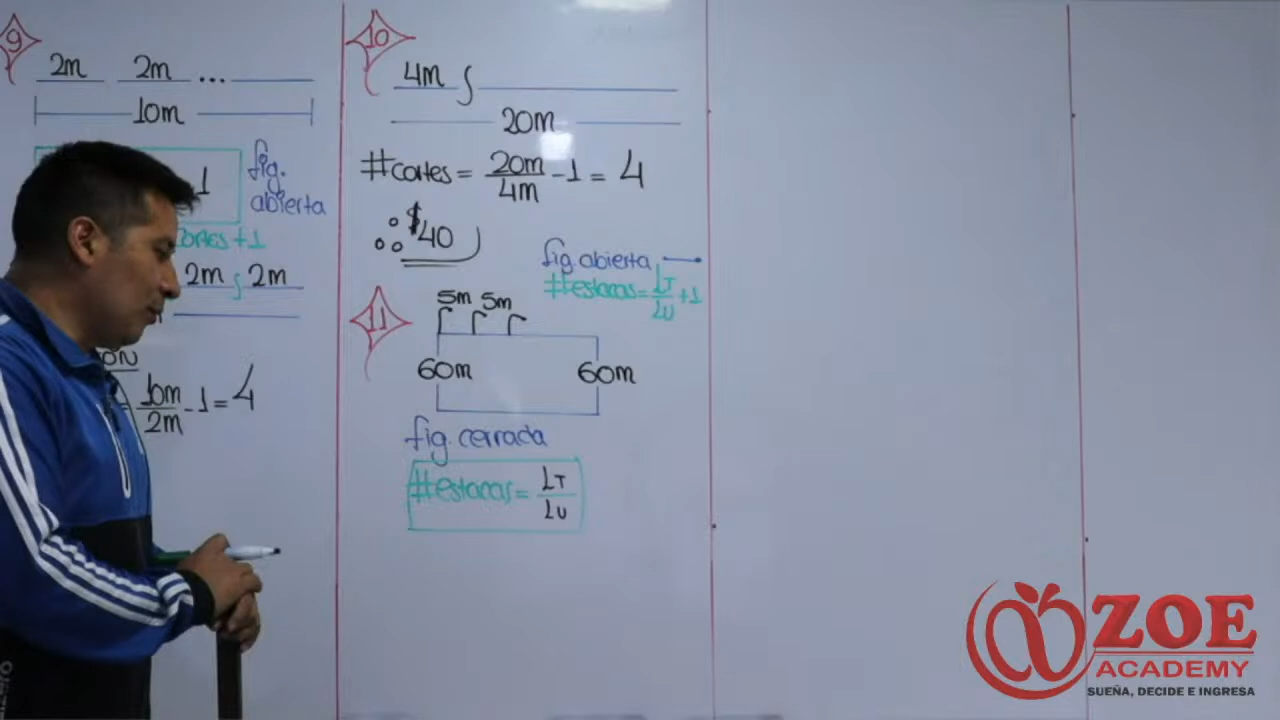 9
2m 2m ...
10m
1
fig.
abierta
+1
2m 2m
10m
2m
-1 = 4
10
4m
20m
#cortes = 20m
4m
-1 = 4
$40
fig. abierta
#estacas = LT
LU
+1
11
5m 5m
60m 60m
fig. cerrada
#estacas = LT
LU
ZOE
ACADEMY
SUEÑA, DECIDE E INGRESA